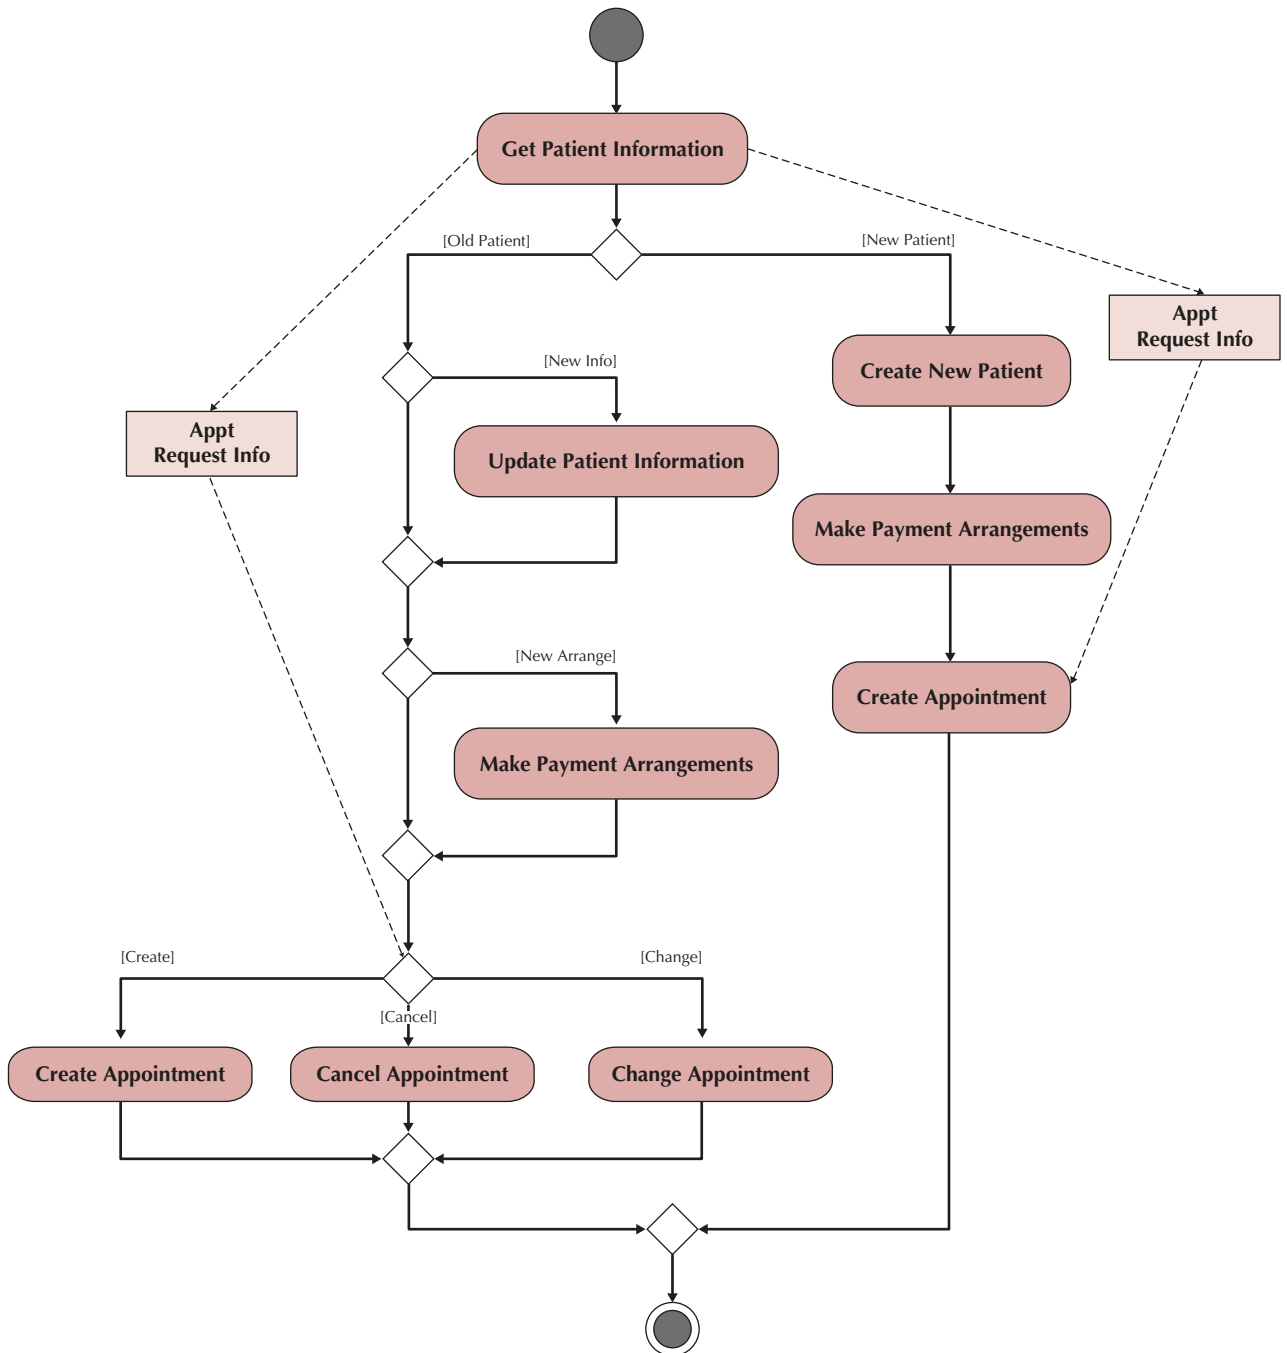 Get Patient Information
[Old Patient]
[New Patient]
Appt
Request Info
[New Info]
Create New Patient
Appt
Request Info
Update Patient Information
Make Payment Arrangements
[New Arrange]
Create Appointment
Make Payment Arrangements
[Create]
[Change]
[Cancel]
Create Appointment
Cancel Appointment
Change Appointment